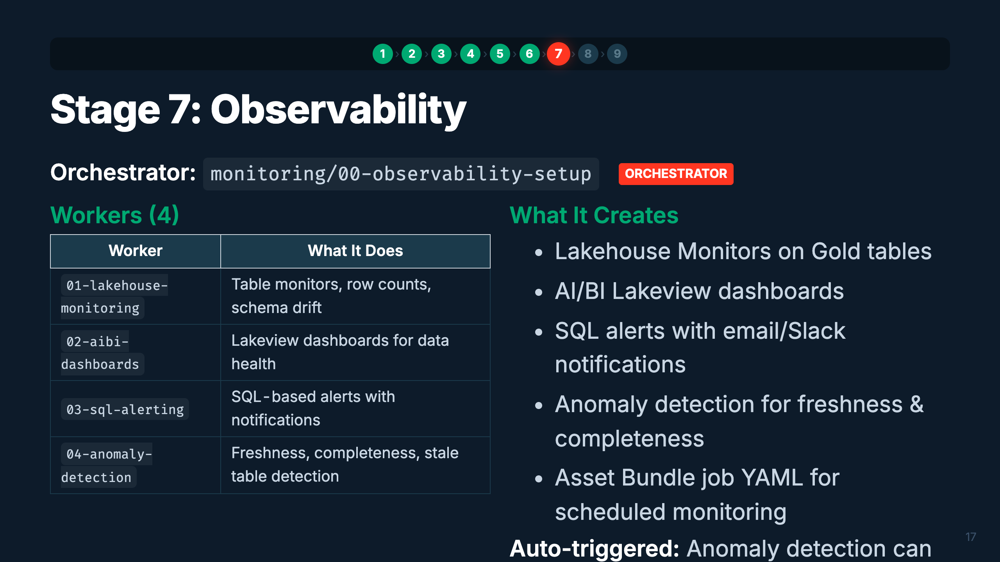 1 › 2 › 3 › 4 › 5 › 6 › 7 › 8 › 9
Stage 7: Observability
Orchestrator: monitoring/00-observability-setup ORCHESTRATOR
Workers (4)
Worker What It Does
01-lakehouse-
monitoring
Table monitors, row counts,
schema drift
02-aibi-
dashboards
Lakeview dashboards for data
health
03-sql-alerting
SQL-based alerts with
notifications
04-anomaly-
detection
Freshness, completeness, stale
table detection
What It Creates
• Lakehouse Monitors on Gold tables
• AI/BI Lakeview dashboards
• SQL alerts with email/Slack
notifications
• Anomaly detection for freshness &
completeness
• Asset Bundle job YAML for
scheduled monitoring
Auto-triggered: Anomaly detection can
17